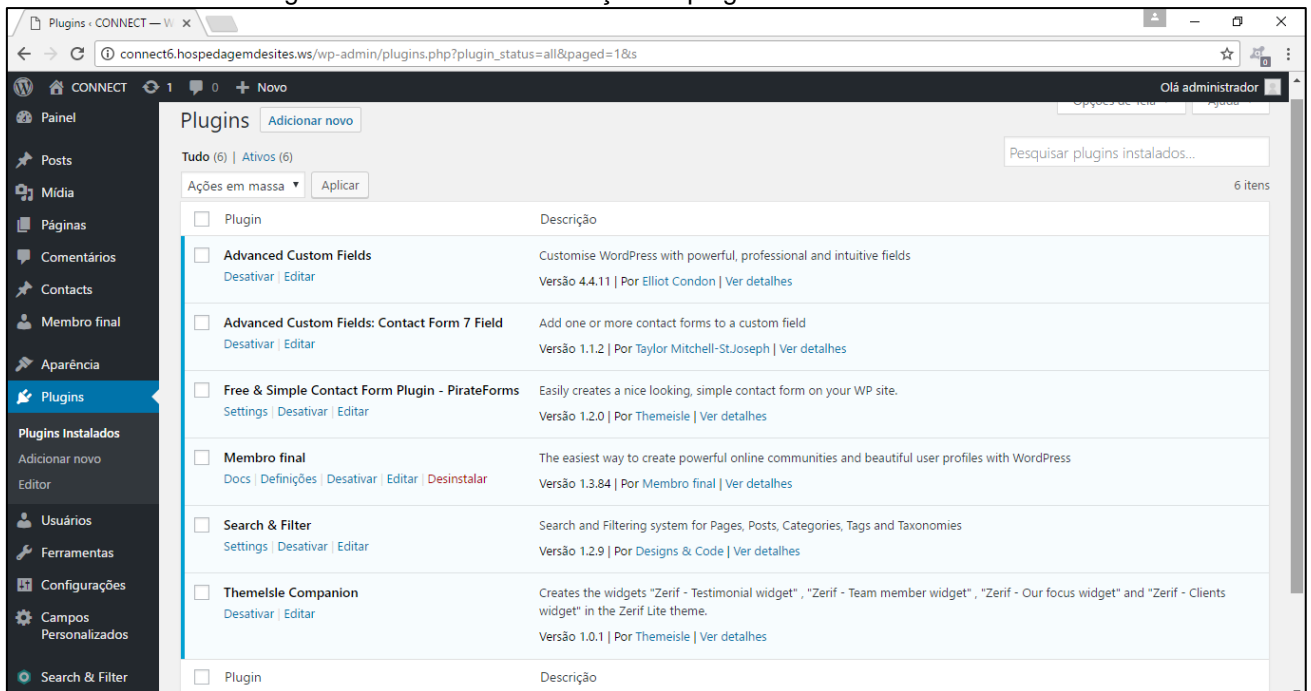 Plugins ‹ CONNECT — W
connect6.hospedagemdesites.ws/wp-admin/plugins.php?plugin_status=all&paged=1&s
0
CONNECT 1 0 + Novo
Olá administrador
Painel
Posts
Mídia
Páginas
Comentários
Contacts
Membro final
Aparência
Plugins
Plugins Instalados
Adicionar novo
Editor
Usuários
Ferramentas
Configurações
Campos
Personalizados
Search & Filter
Opções de Tela Ajuda
Plugins Adicionar novo
Tudo (6) | Ativos (6)
Pesquisar plugins instalados...
Ações em massa Aplicar
6 itens
Plugin Descrição
Advanced Custom Fields
Desativar | Editar
Customise WordPress with powerful, professional and intuitive fields
Versão 4.4.11 | Por Elliot Condon | Ver detalhes
Advanced Custom Fields: Contact Form 7 Field
Desativar | Editar
Add one or more contact forms to a custom field
Versão 1.1.2 | Por Taylor Mitchell-St.Joseph | Ver detalhes
Free & Simple Contact Form Plugin - PirateForms
Settings | Desativar | Editar
Easily creates a nice looking, simple contact form on your WP site.
Versão 1.2.0 | Por Themeisle | Ver detalhes
Membro final
Docs | Definições | Desativar | Editar | Desinstalar
The easiest way to create powerful online communities and beautiful user profiles with WordPress
Versão 1.3.84 | Por Membro final | Ver detalhes
Search & Filter
Settings | Desativar | Editar
Search and Filtering system for Pages, Posts, Categories, Tags and Taxonomies
Versão 1.2.9 | Por Designs & Code | Ver detalhes
ThemeIsle Companion
Desativar | Editar
Creates the widgets "Zerif - Testimonial widget" , "Zerif - Team member widget" , "Zerif - Our focus widget" and "Zerif - Clients
widget" in the Zerif Lite theme.
Versão 1.0.1 | Por Themeisle | Ver detalhes
Plugin Descrição